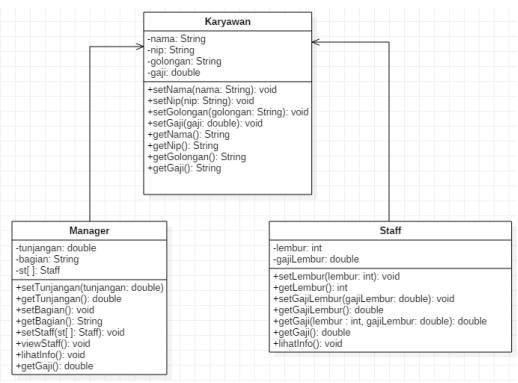 Karyawan
-nama: String
-nip: String
-golongan: String
-gaji: double
+setNama(nama: String): void
+setNip(nip: String): void
+setGolongan(golongan: String): void
+setGaji(gaji: double): void
+getNama(): String
+getNip(): String
+getGolongan(): String
+getGaji(): String
Manager
-tunjangan: double
-bagian: String
-st[ ]: Staff
+setTunjangan(tunjangan: double)
+getTunjangan(): double
+setBagian(): void
+getBagian(): String
+setStaff(st[ ]: Staff): void
+viewStaff(): void
+lihatInfo(): void
+getGaji(): double
Staff
-lembur: int
-gajiLembur: double
+setLembur(lembur: int): void
+getLembur(): int
+setGajiLembur(gajiLembur: double): void
+getGajiLembur(): double
+getGaji(lembur : int, gajiLembur: double): double
+getGaji(): double
+lihatInfo(): void